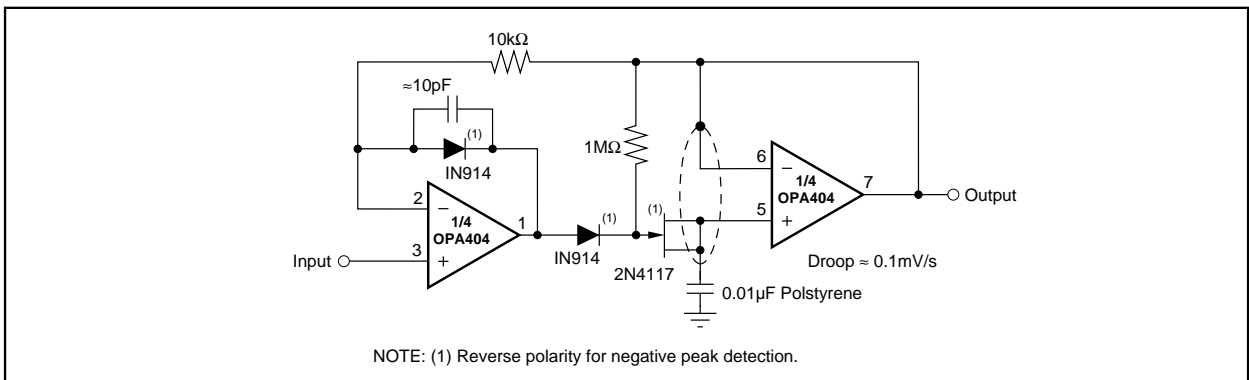 10kΩ
≈10pF
(1)
IN914
1MΩ
2
3
1
–
+
1/4
OPA404
Input
(1)
IN914
(1)
2N4117
6
5
7
–
+
1/4
OPA404
Output
Droop ≈ 0.1mV/s
0.01µF Polstyrene
NOTE: (1) Reverse polarity for negative peak detection.